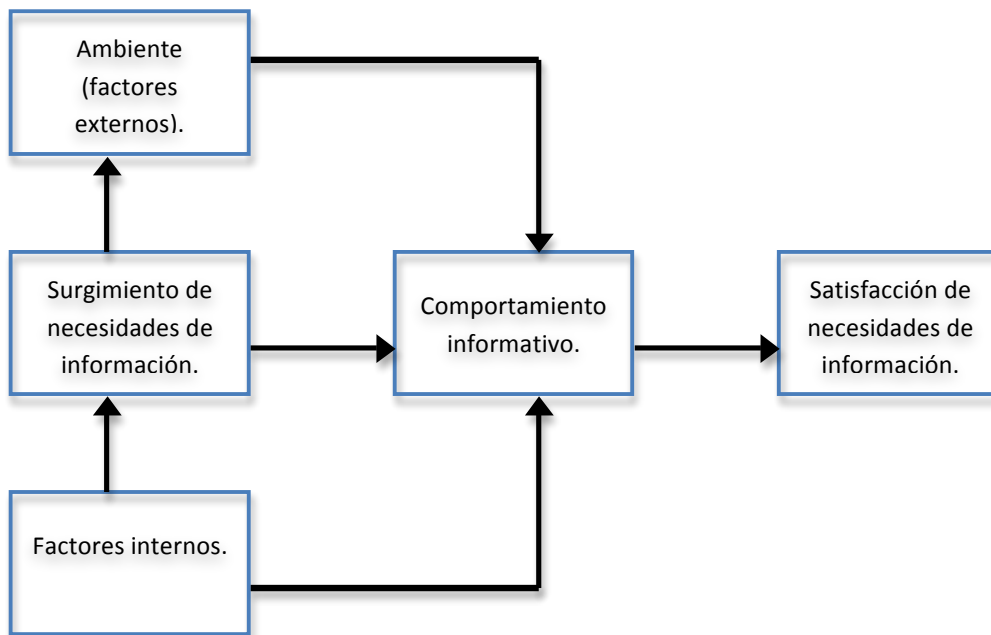 Ambiente
(factores
externos).
Surgimiento de
necesidades de
información.
Comportamiento
informativo.
Satisfacción de
necesidades de
información.
Factores internos.